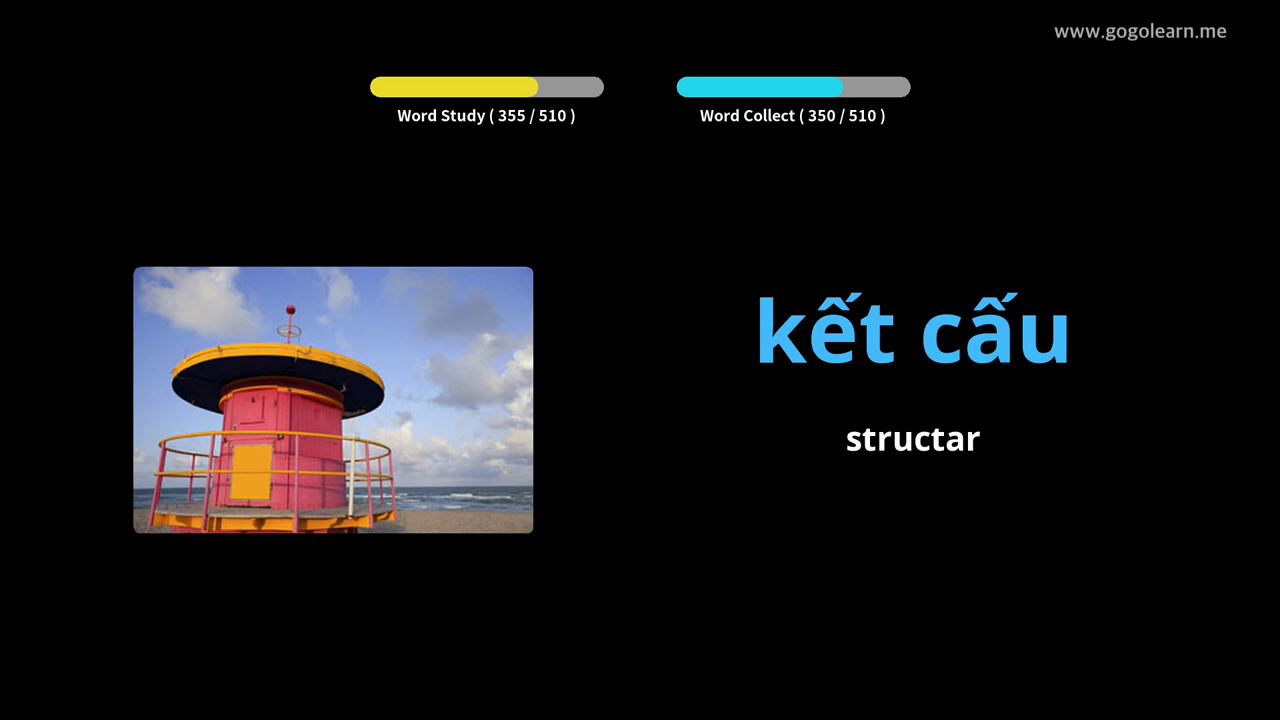 www.gogolearn.me
Word Study ( 355 / 510 )
Word Collect ( 350 / 510 )
kết cấu
structar